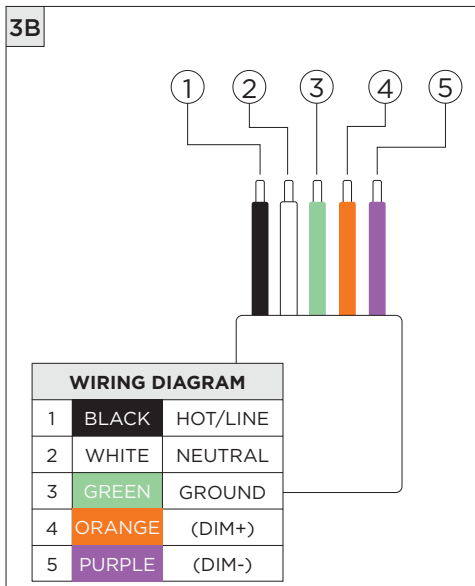 3B
1 2 3 4 5
WIRING DIAGRAM
1 BLACK HOT/LINE
2 WHITE NEUTRAL
3 GREEN GROUND
4 ORANGE (DIM+)
5 PURPLE (DIM-)